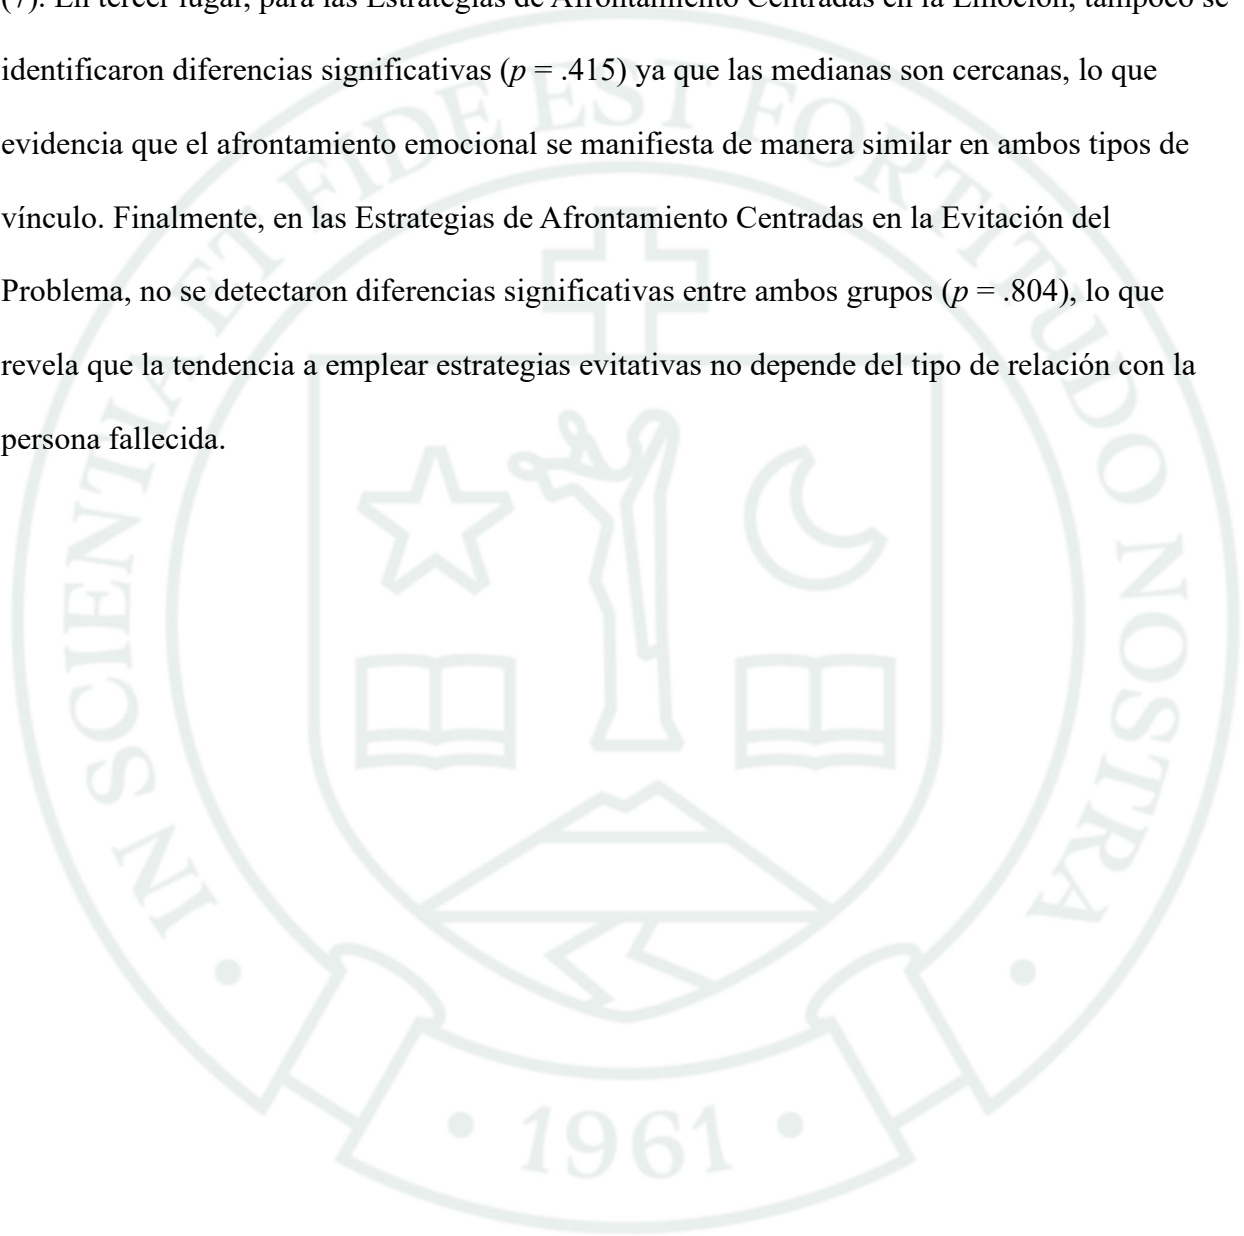 (7). En tercer lugar, para las Estrategias de Afrontamiento Centradas en la Emoción, tampoco se
identificaron diferencias significativas (p = .415) ya que las medianas son cercanas, lo que
evidencia que el afrontamiento emocional se manifiesta de manera similar en ambos tipos de
vínculo. Finalmente, en las Estrategias de Afrontamiento Centradas en la Evitación del
Problema, no se detectaron diferencias significativas entre ambos grupos (p = .804), lo que
revela que la tendencia a emplear estrategias evitativas no depende del tipo de relación con la
persona fallecida.
IN SCIENTIA ET FIDE EST FORTITUDO NOSTRA
• 1961 •